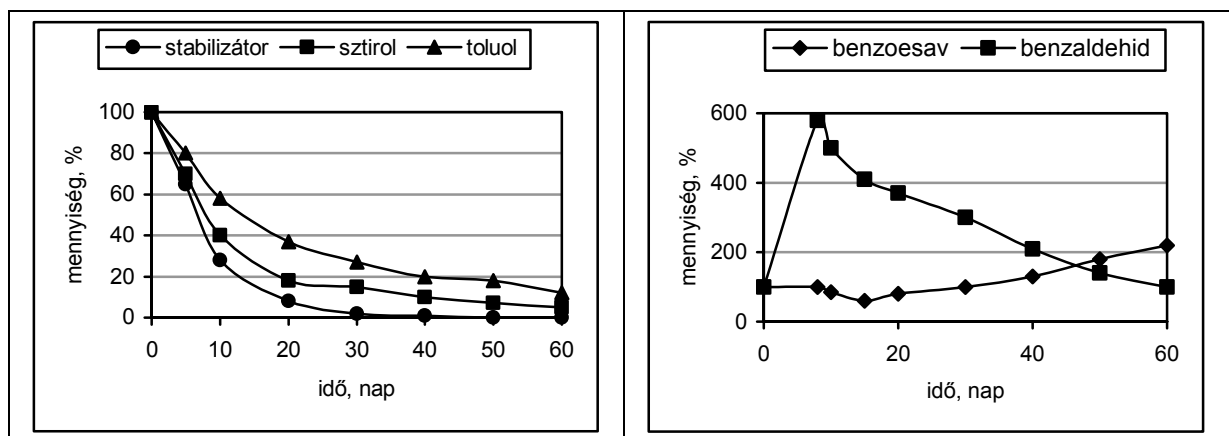 stabilizátor sztirol toluol
100
80
60
40
20
0
mennyiség, %
0 10 20 30 40 50 60
idő, nap
benzoesav benzaldehid
600
400
200
0
mennyiség, %
0 20 40 60
idő, nap